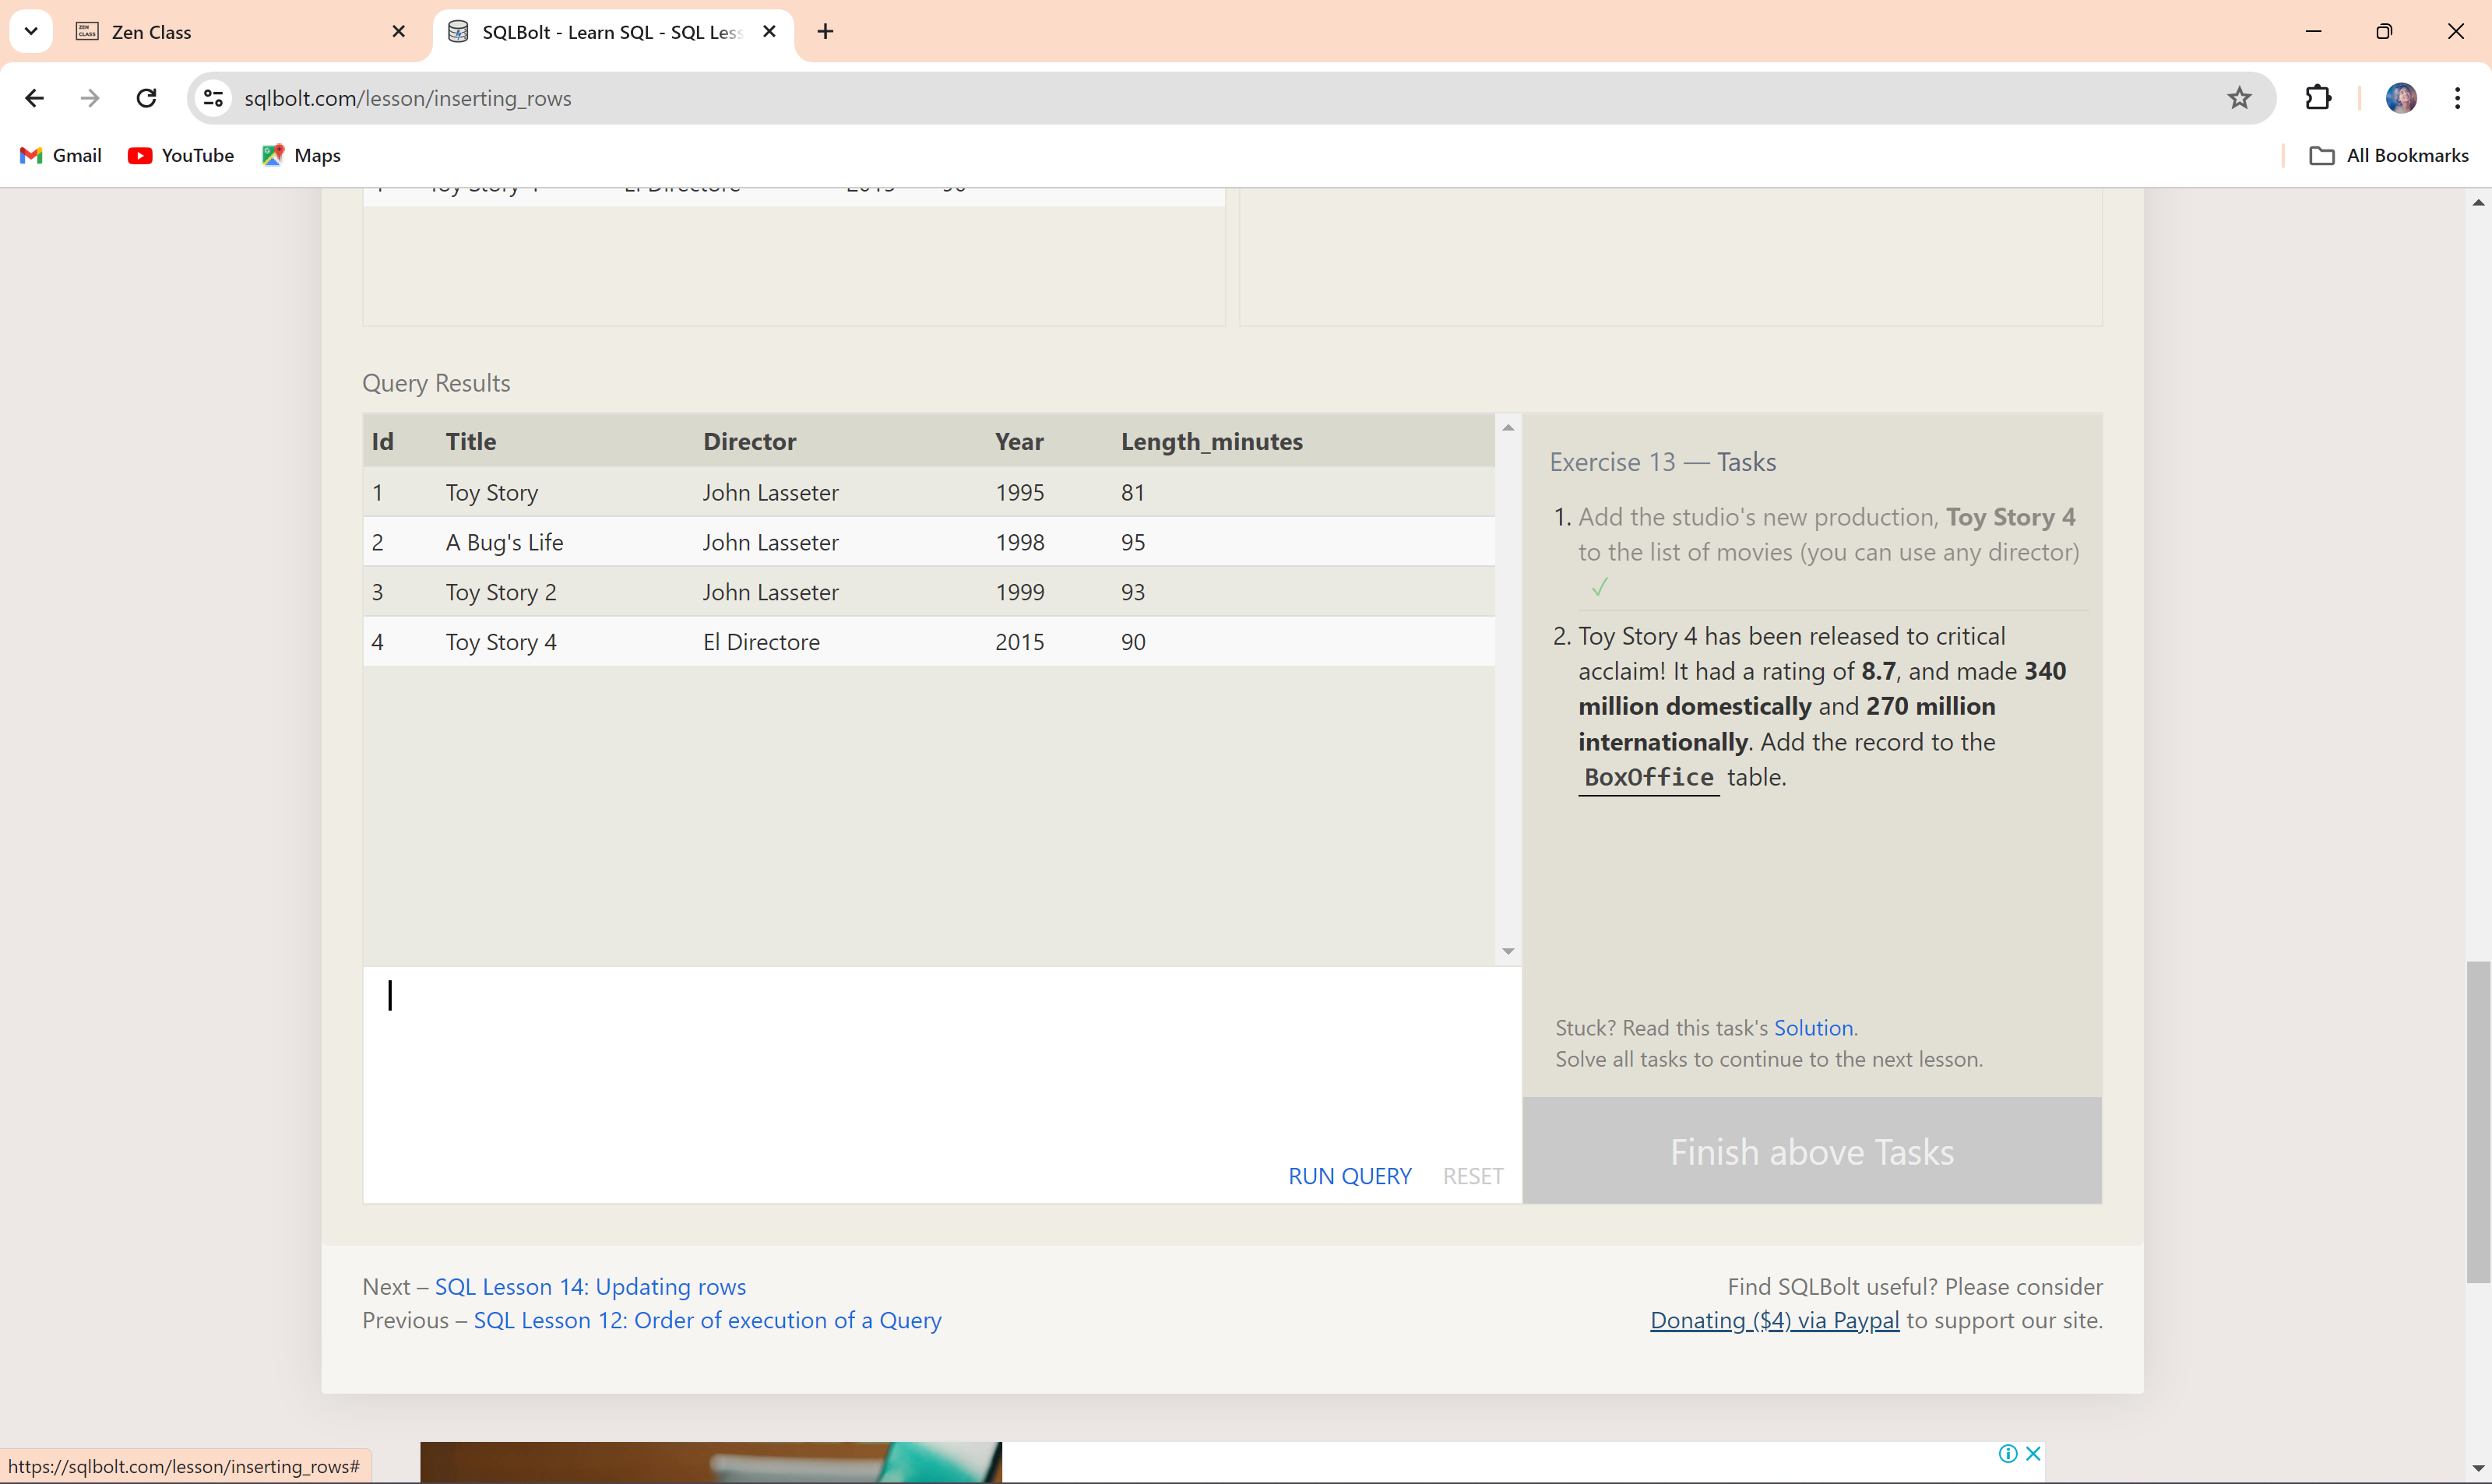 Zen Class
SQLBolt - Learn SQL - SQL Les
sqlbolt.com/lesson/inserting_rows
Gmail YouTube Maps All Bookmarks
Query Results
Id Title Director Year Length_minutes
1 Toy Story John Lasseter 1995 81
2 A Bug's Life John Lasseter 1998 95
3 Toy Story 2 John Lasseter 1999 93
4 Toy Story 4 El Directore 2015 90
Exercise 13 — Tasks
1. Add the studio's new production, Toy Story 4
to the list of movies (you can use any director)
✓
2. Toy Story 4 has been released to critical
acclaim! It had a rating of 8.7, and made 340
million domestically and 270 million
internationally. Add the record to the
BoxOffice table.
Stuck? Read this task's Solution.
Solve all tasks to continue to the next lesson.
RUN QUERY RESET
Finish above Tasks
Next – SQL Lesson 14: Updating rows
Previous – SQL Lesson 12: Order of execution of a Query
Find SQLBolt useful? Please consider
Donating ($4) via Paypal to support our site.
https://sqlbolt.com/lesson/inserting_rows#